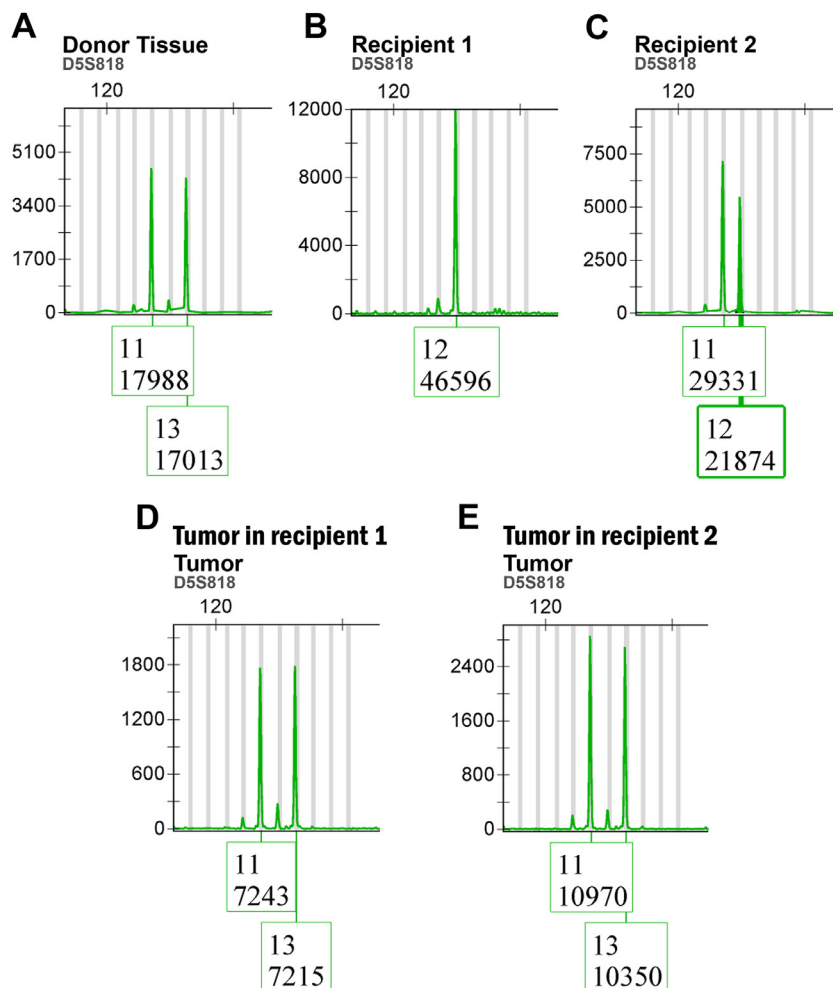 A
Donor Tissue
D5S818
120
5100
3400
1700
0
11
17988
13
17013
B
Recipient 1
D5S818
120
12000
8000
4000
0
12
46596
C
Recipient 2
D5S818
120
7500
5000
2500
0
11
29331
12
21874
D
Tumor in recipient 1
Tumor
D5S818
120
1800
1200
600
0
11
7243
13
7215
E
Tumor in recipient 2
Tumor
D5S818
120
2400
1600
800
0
11
10970
13
10350